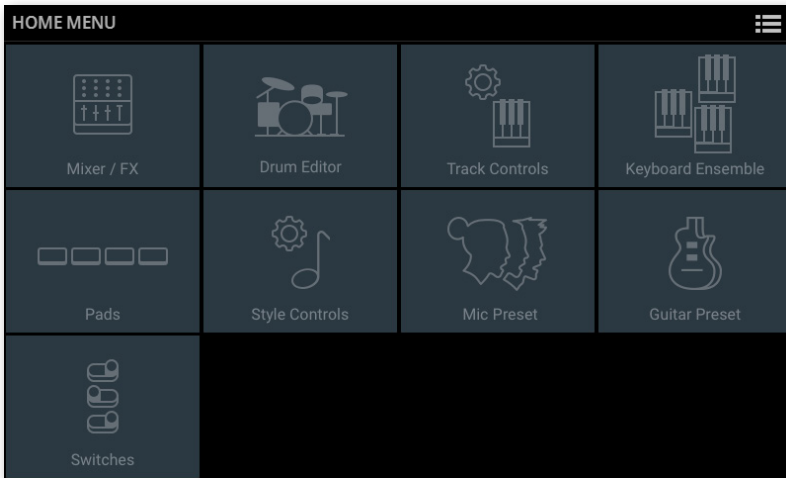 HOME MENU
Mixer / FX
Drum Editor
Track Controls
Keyboard Ensemble
Pads
Style Controls
Mic Preset
Guitar Preset
Switches